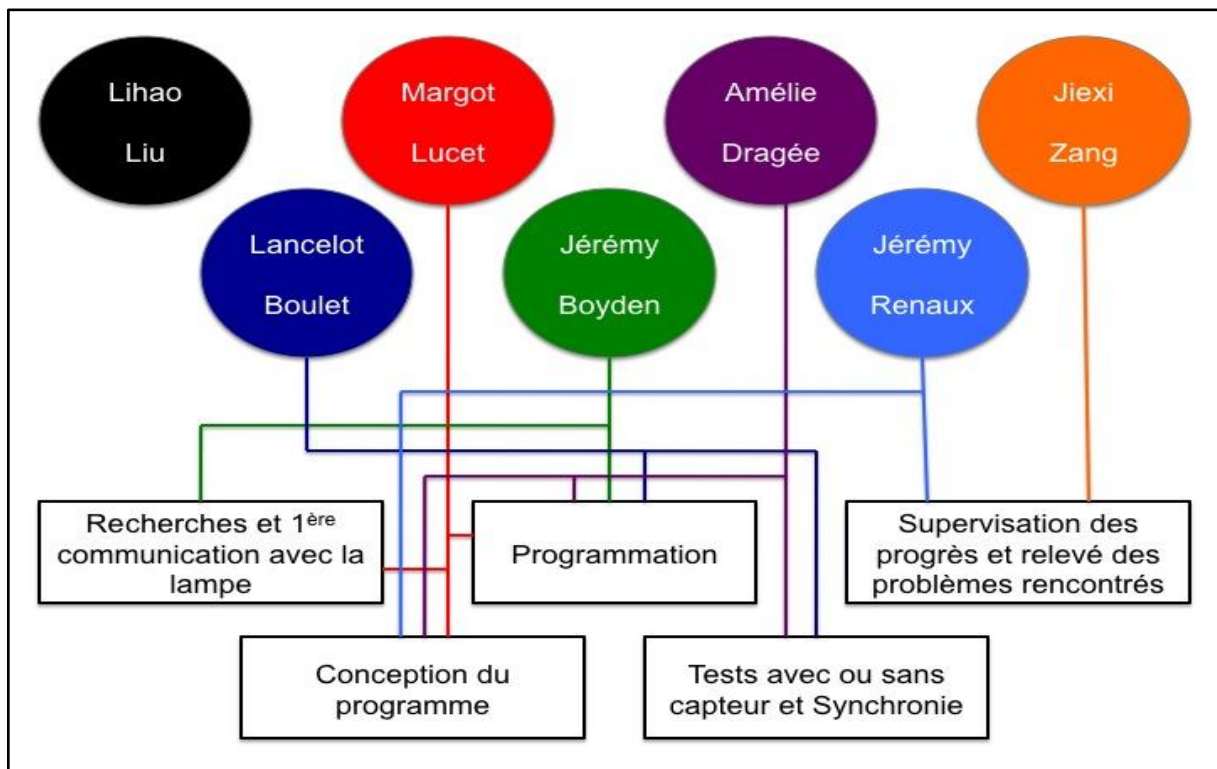 Lihao
Liu
Margot
Lucet
Amélie
Dragée
Jiexi
Zang
Lancelot
Boulet
Jérémy
Boyden
Jérémy
Renaux
Recherches et 1ère
communication avec la
lampe
Programmation
Supervisation des
progrès et relevé des
problèmes rencontrés
Conception du
programme
Tests avec ou sans
capteur et Synchronie